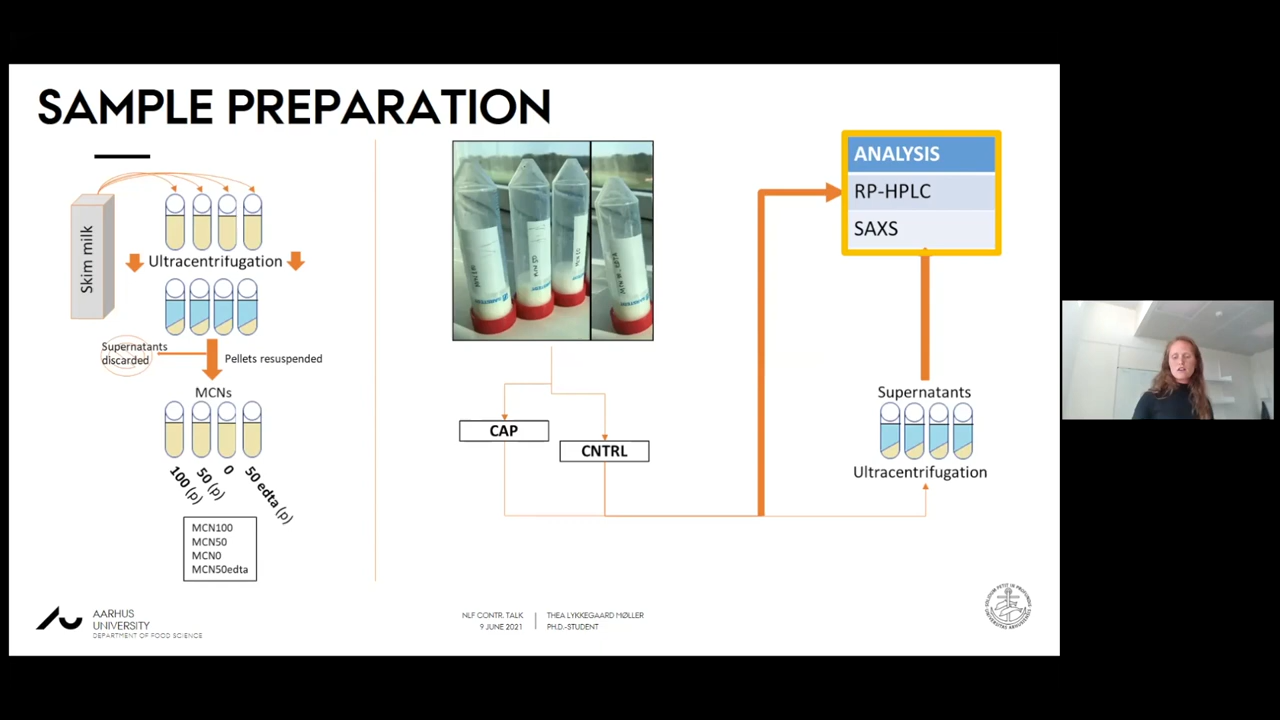 SAMPLE PREPARATION
Skim milk
Ultracentrifugation
Supernatants
discarded
Pellets resuspended
MCNs
100 (p)
50 (p)
0
50 edta (p)
MCN100
MCN50
MCN0
MCN50edta
CAP
CNTRL
ANALYSIS
RP-HPLC
SAXS
Supernatants
Ultracentrifugation
AARHUS
UNIVERSITY
DEPARTMENT OF FOOD SCIENCE
NLF CONTR. TALK
9 JUNE 2021
THEA LYKKEGAARD MØLLER
PH.D.-STUDENT